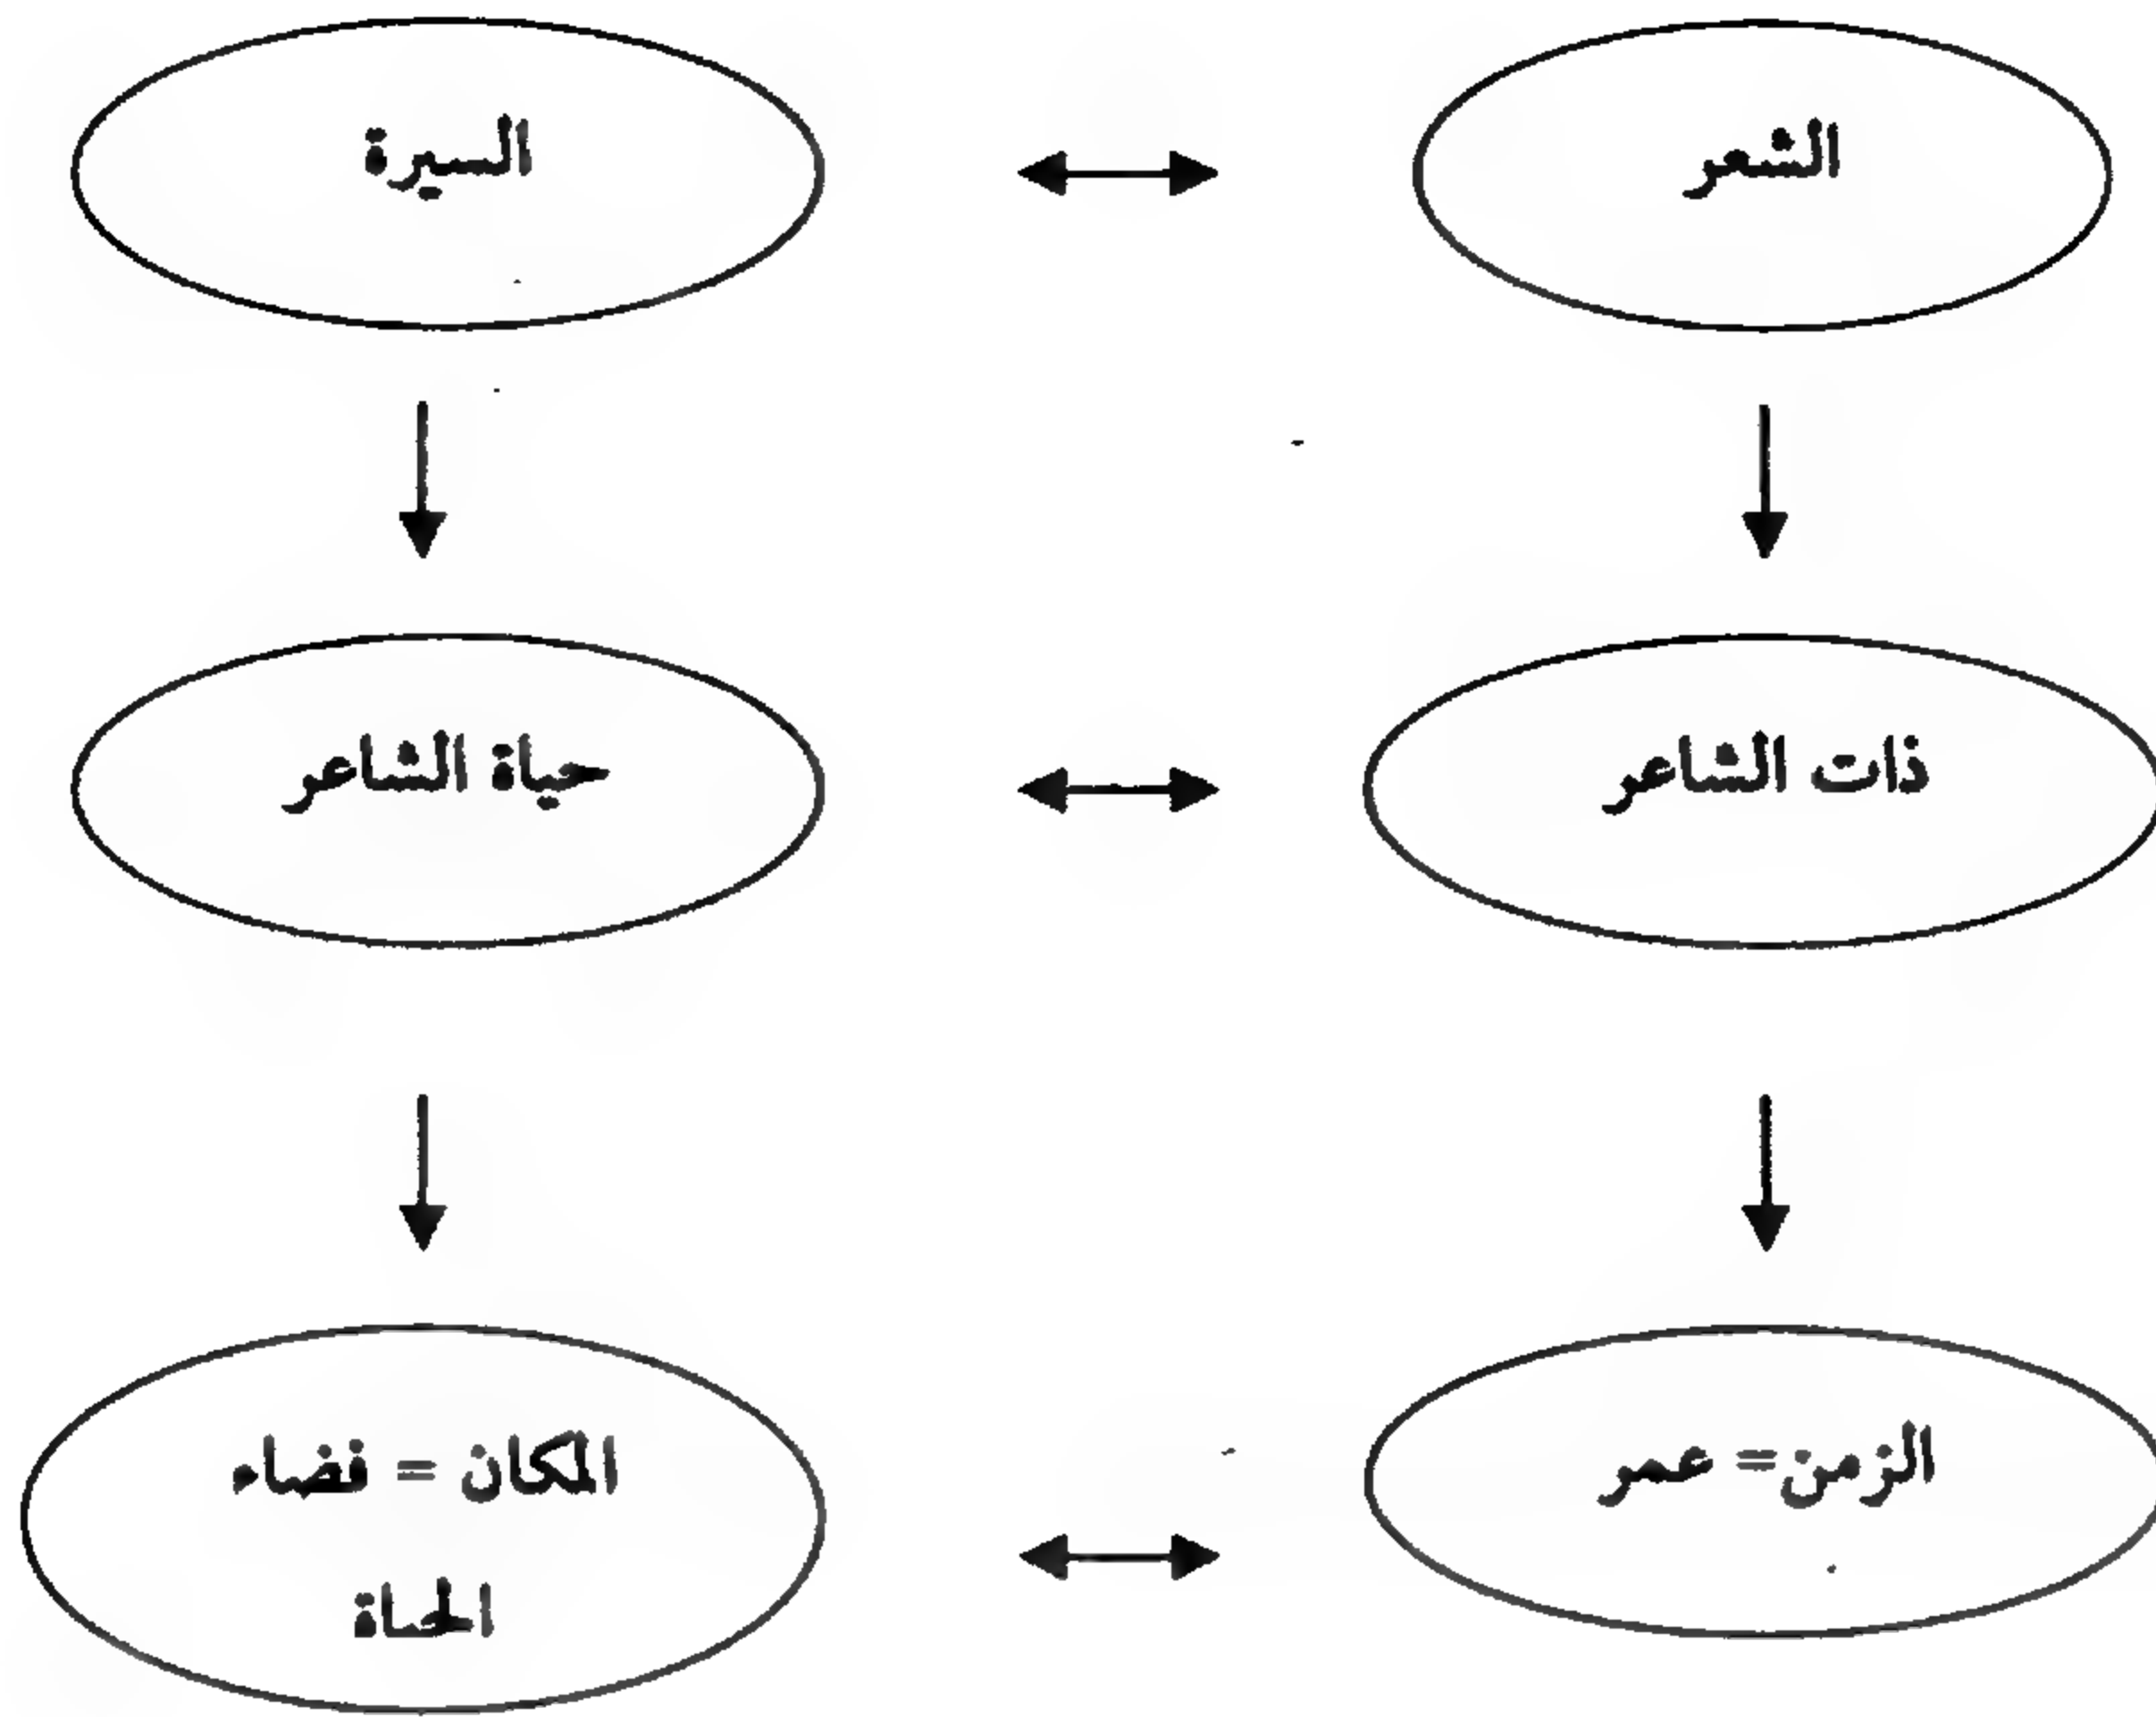 الشعر
السيرة
ذات الشاعر
حياة الشاعر
الزمن= عمر
المكان = فضاء
الحياة